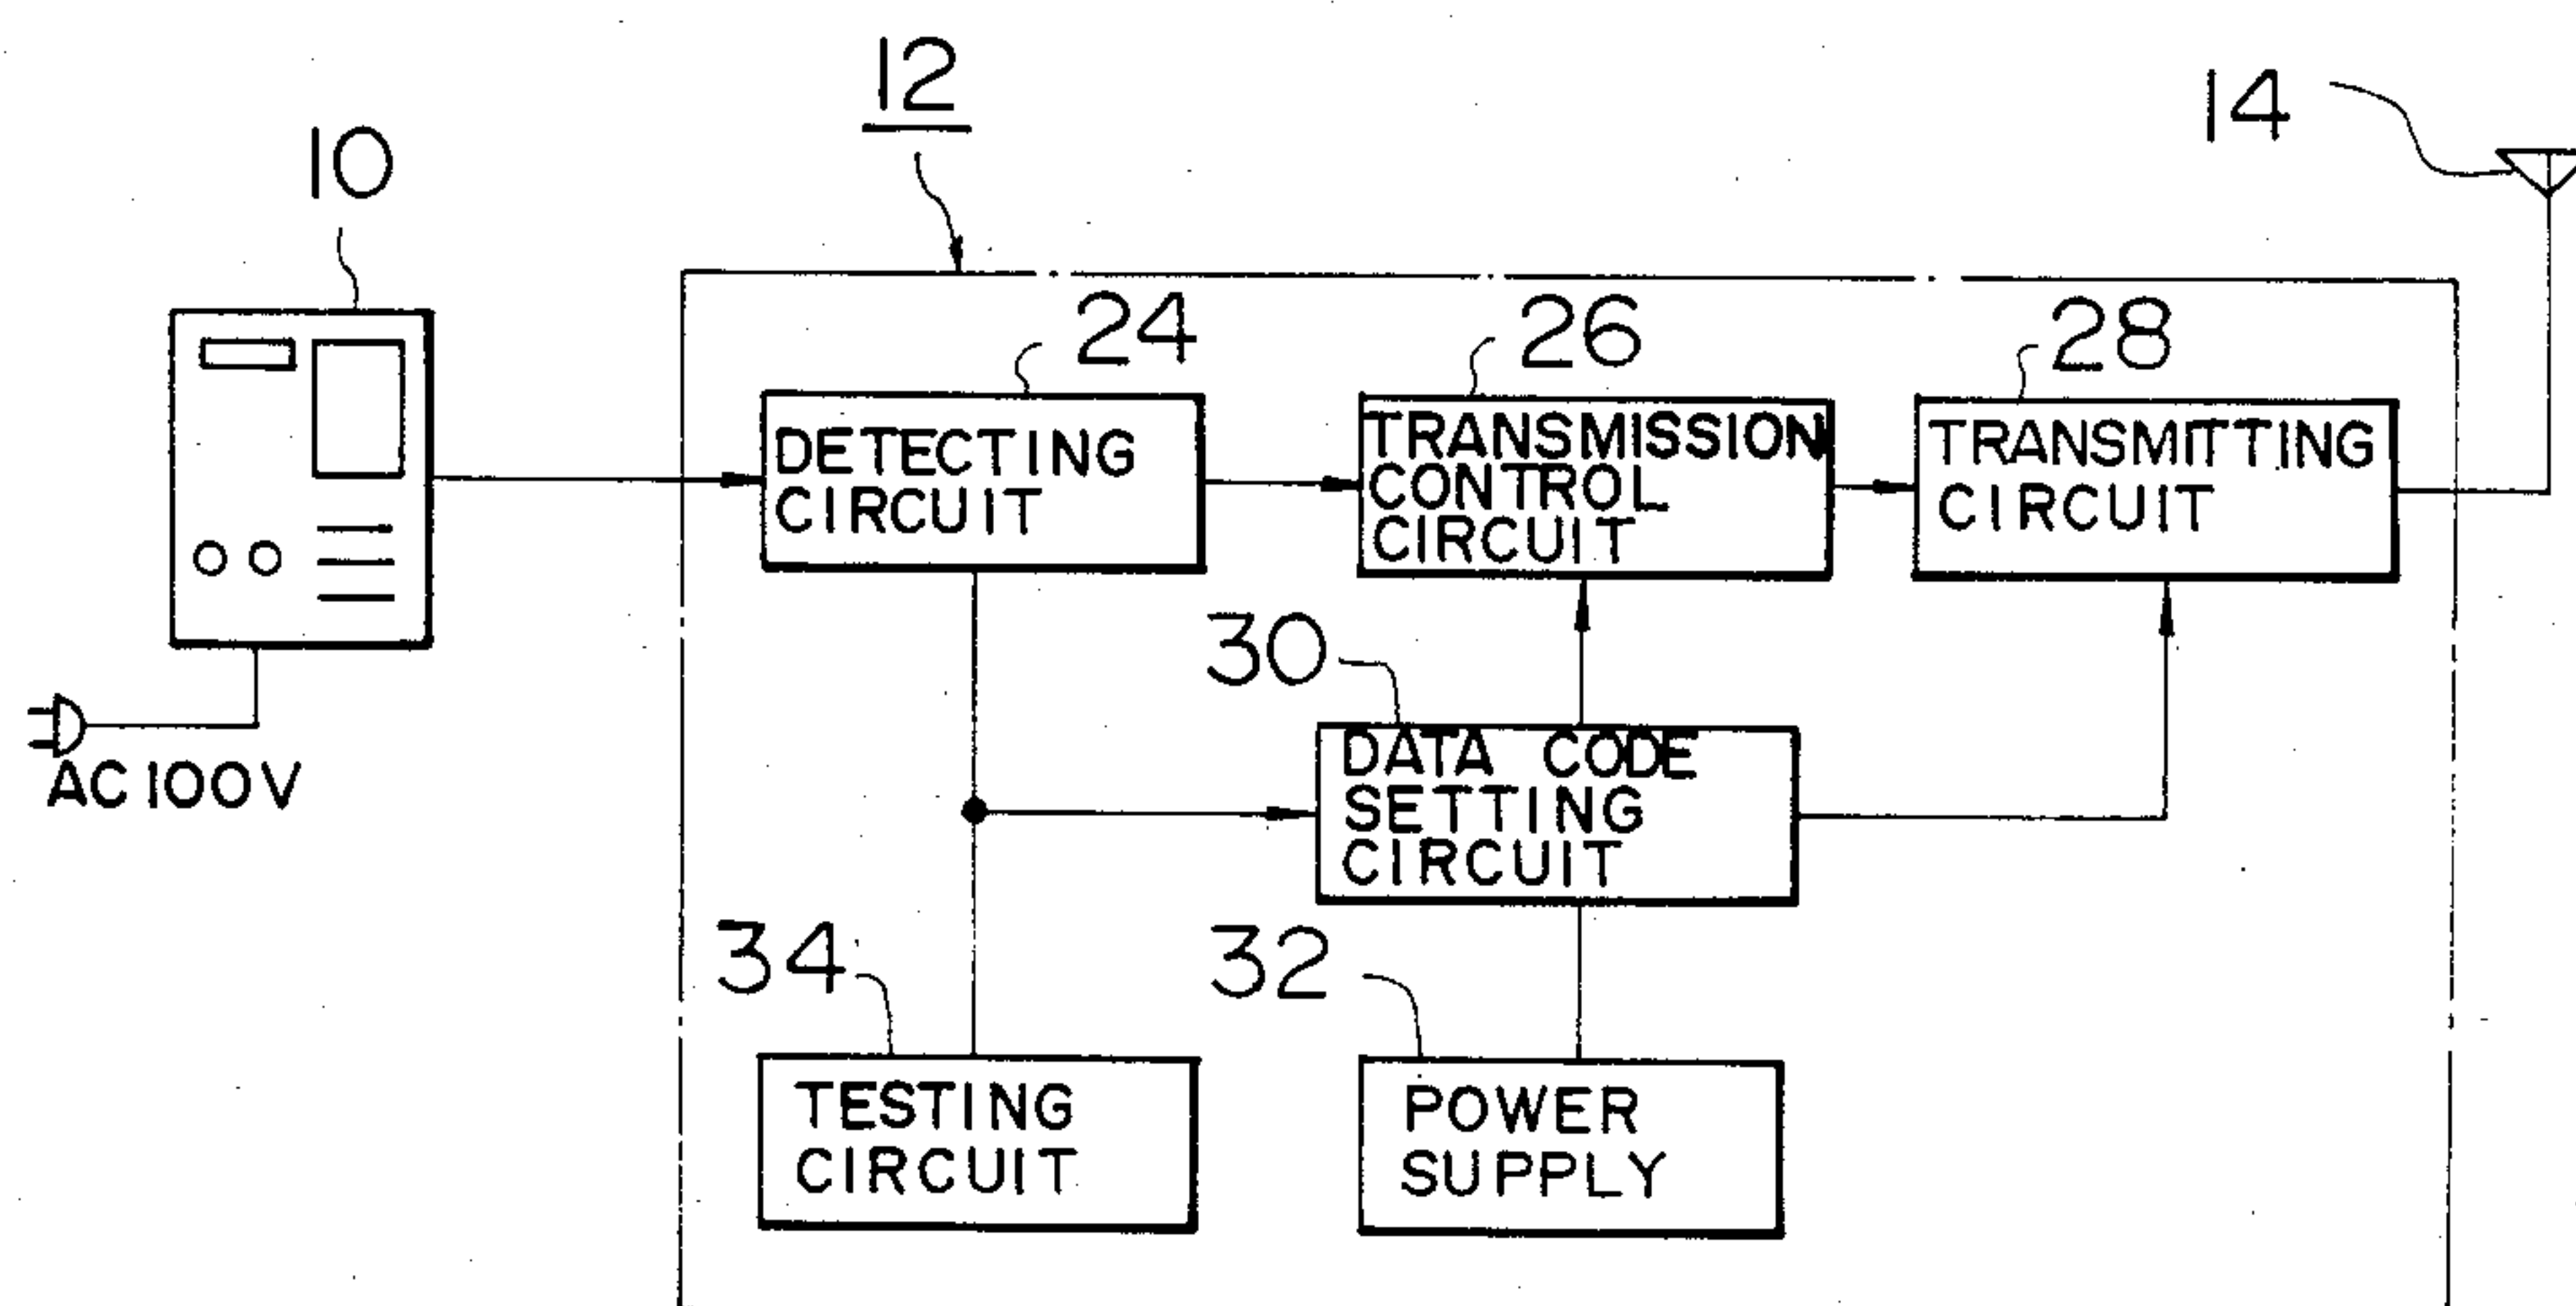 12
14
10
24
26
28
DETECTING
CIRCUIT
TRANSMISSION
CONTROL
CIRCUIT
TRANSMITTING
CIRCUIT
30
DATA CODE
SETTING
CIRCUIT
AC 100V
34
32
TESTING
CIRCUIT
POWER
SUPPLY